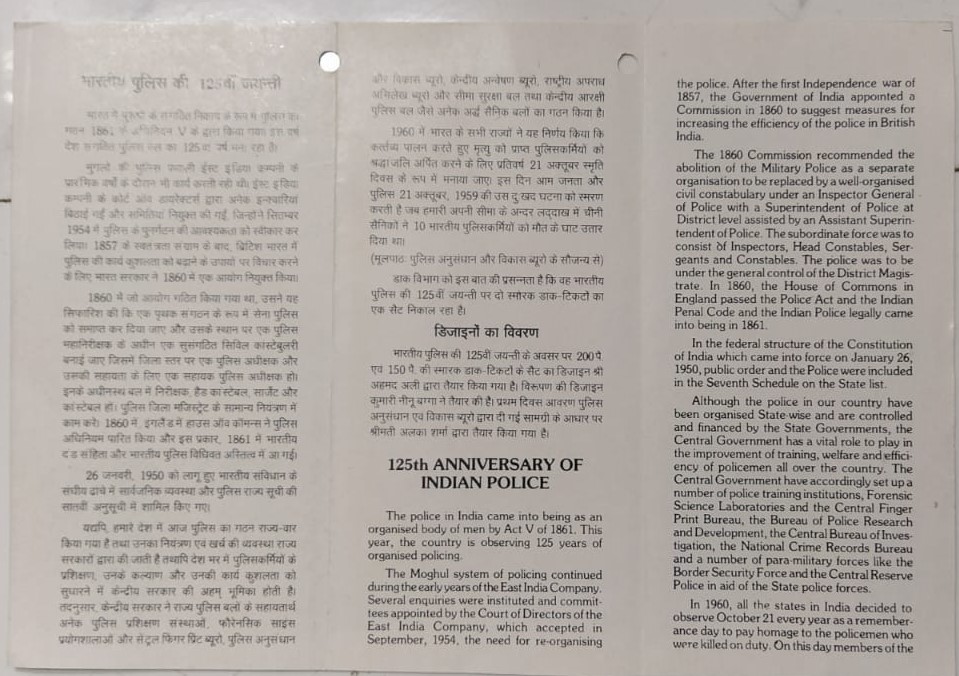 भारतीय पुलिस की 125वीं जयन्ती
भारत में पुलिस के संगठित निकाय के रूप में पुलिस का
गठन 1861 के अधिनियम V के द्वारा किया गया। इस वर्ष
देश संगठित पुलिस बल का 125वां वर्ष मना रहा है।
मुगलों की पुलिस प्रणाली ईस्ट इंडिया कम्पनी के
प्रारंभिक वर्षों के दौरान भी कार्य करती रही थी। ईस्ट इंडिया
कम्पनी के कोर्ट ऑव डायरेक्टर्स द्वारा अनेक इन्क्वारियां
बिठाई गईं और समितियां नियुक्त की गईं, जिन्होंने सितम्बर
1954 में पुलिस के पुनर्गठन की आवश्यकता को स्वीकार कर
लिया। 1857 के स्वतंत्रता संग्राम के बाद, ब्रिटिश भारत में
पुलिस की कार्य कुशलता को बढ़ाने के उपायों पर विचार करने
के लिए भारत सरकार ने 1860 में एक आयोग नियुक्त किया।
1860 में जो आयोग गठित किया गया था, उसने यह
सिफारिश की कि एक पृथक संगठन के रूप में सेना पुलिस
को समाप्त कर दिया जाए और उसके स्थान पर एक पुलिस
महानिरीक्षक के अधीन एक सुसगठित सिविल कांस्टेबुलरी
बनाई जाए जिसमें जिला स्तर पर एक पुलिस अधीक्षक और
उसकी सहायता के लिए एक सहायक पुलिस अधीक्षक हो।
इनके अधीनस्थ बल में निरीक्षक, हैड कांस्टेबल, सार्जेंट और
कांस्टेबल हों। पुलिस जिला मजिस्ट्रेट के सामान्य नियंत्रण में
काम करे। 1860 में, इंगलैंड में हाउस ऑव कॉमन्स ने पुलिस
अधिनियम पारित किया और इस प्रकार, 1861 में भारतीय
दंड संहिता और भारतीय पुलिस विधिवत अस्तित्व में आ गई।
26 जनवरी, 1950 को लागू हुए भारतीय संविधान के
संघीय ढांचे में सार्वजनिक व्यवस्था और पुलिस राज्य सूची की
सातवीं अनुसूची में शामिल किए गए।
यद्यपि, हमारे देश में आज पुलिस का गठन राज्य-वार
किया गया है तथा उनका नियंत्रण एवं खर्च की व्यवस्था राज्य
सरकारों द्वारा की जाती है तथापि देश भर में पुलिसकर्मियों के
प्रशिक्षण, उनके कल्याण और उनकी कार्य कुशलता को
सुधारने में केन्द्रीय सरकार की अहम् भूमिका होती है।
तदनुसार, केन्द्रीय सरकार ने राज्य पुलिस बलों के सहायतार्थ
अनेक पुलिस प्रशिक्षण संस्थाओं, फोरेनसिक साइंस
प्रयोगशालाओं और सेंट्रल फिंगर प्रिंट ब्यूरो, पुलिस अनुसंधान
और विकास ब्यूरो, केन्द्रीय अन्वेषण ब्यूरो, राष्ट्रीय अपराध
अभिलेख ब्यूरो और सीमा सुरक्षा बल तथा केन्द्रीय आरक्षी
पुलिस बल जैसे अनेक अर्द्ध सैनिक बलों का गठन किया है।
1960 में भारत के सभी राज्यों ने यह निर्णय किया कि
कर्त्तव्य पालन करते हुए मृत्यु को प्राप्त पुलिसकर्मियों को
श्रद्धांजलि अर्पित करने के लिए प्रतिवर्ष 21 अक्तूबर स्मृति
दिवस के रूप में मनाया जाए। इस दिन आम जनता और
पुलिस 21 अक्तूबर, 1959 की उस दुःखद घटना को स्मरण
करती है जब हमारी अपनी सीमा के अन्दर लद्दाख में चीनी
सैनिकों ने 10 भारतीय पुलिसकर्मियों को मौत के घाट उतार
दिया था।
(मूलपाठ: पुलिस अनुसंधान और विकास ब्यूरो के सौजन्य से)
डाक विभाग को इस बात की प्रसन्नता है कि वह भारतीय
पुलिस की 125वीं जयन्ती पर दो स्मारक डाक-टिकटों का
एक सैट निकाल रहा है।
डिजाइनों का विवरण
भारतीय पुलिस की 125वीं जयन्ती के अवसर पर 200 पै
एवं 150 पै. की स्मारक डाक-टिकटों के सैट का डिजाइन श्री
अहमद अली द्वारा तैयार किया गया है। विरूपण की डिजाइन
कुमारी नीनू बग्गा ने तैयार की है। प्रथम दिवस आवरण पुलिस
अनुसंधान एवं विकास ब्यूरो द्वारा दी गई सामग्री के आधार पर
श्रीमती अलका शर्मा द्वारा तैयार किया गया है।
125th ANNIVERSARY OF
INDIAN POLICE
The police in India came into being as an
organised body of men by Act V of 1861. This
year, the country is observing 125 years of
organised policing.
The Moghul system of policing continued
during the early years of the East India Company.
Several enquiries were instituted and commit-
tees appointed by the Court of Directors of the
East India Company, which accepted in
September, 1954, the need for re-organising
the police. After the first Independence war of
1857, the Government of India appointed a
Commission in 1860 to suggest measures for
increasing the efficiency of the police in British
India.
The 1860 Commission recommended the
abolition of the Military Police as a separate
organisation to be replaced by a well-organised
civil constabulary under an Inspector General
of Police with a Superintendent of Police at
District level assisted by an Assistant Superin-
tendent of Police. The subordinate force was to
consist of Inspectors, Head Constables, Ser-
geants and Constables. The police was to be
under the general control of the District Magis-
trate. In 1860, the House of Commons in
England passed the Police Act and the Indian
Penal Code and the Indian Police legally came
into being in 1861.
In the federal structure of the Constitution
of India which came into force on January 26,
1950, public order and the Police were included
in the Seventh Schedule on the State list.
Although the police in our country have
been organised State-wise and are controlled
and financed by the State Governments, the
Central Government has a vital role to play in
the improvement of training, welfare and effici-
ency of policemen all over the country. The
Central Government have accordingly set up a
number of police training institutions, Forensic
Science Laboratories and the Central Finger
Print Bureau, the Bureau of Police Research
and Development, the Central Bureau of Inves-
tigation, the National Crime Records Bureau
and a number of para-military forces like the
Border Security Force and the Central Reserve
Police in aid of the State police forces.
In 1960, all the states in India decided to
observe October 21 every year as a remember-
ance day to pay homage to the policemen who
were killed on duty. On this day members of the